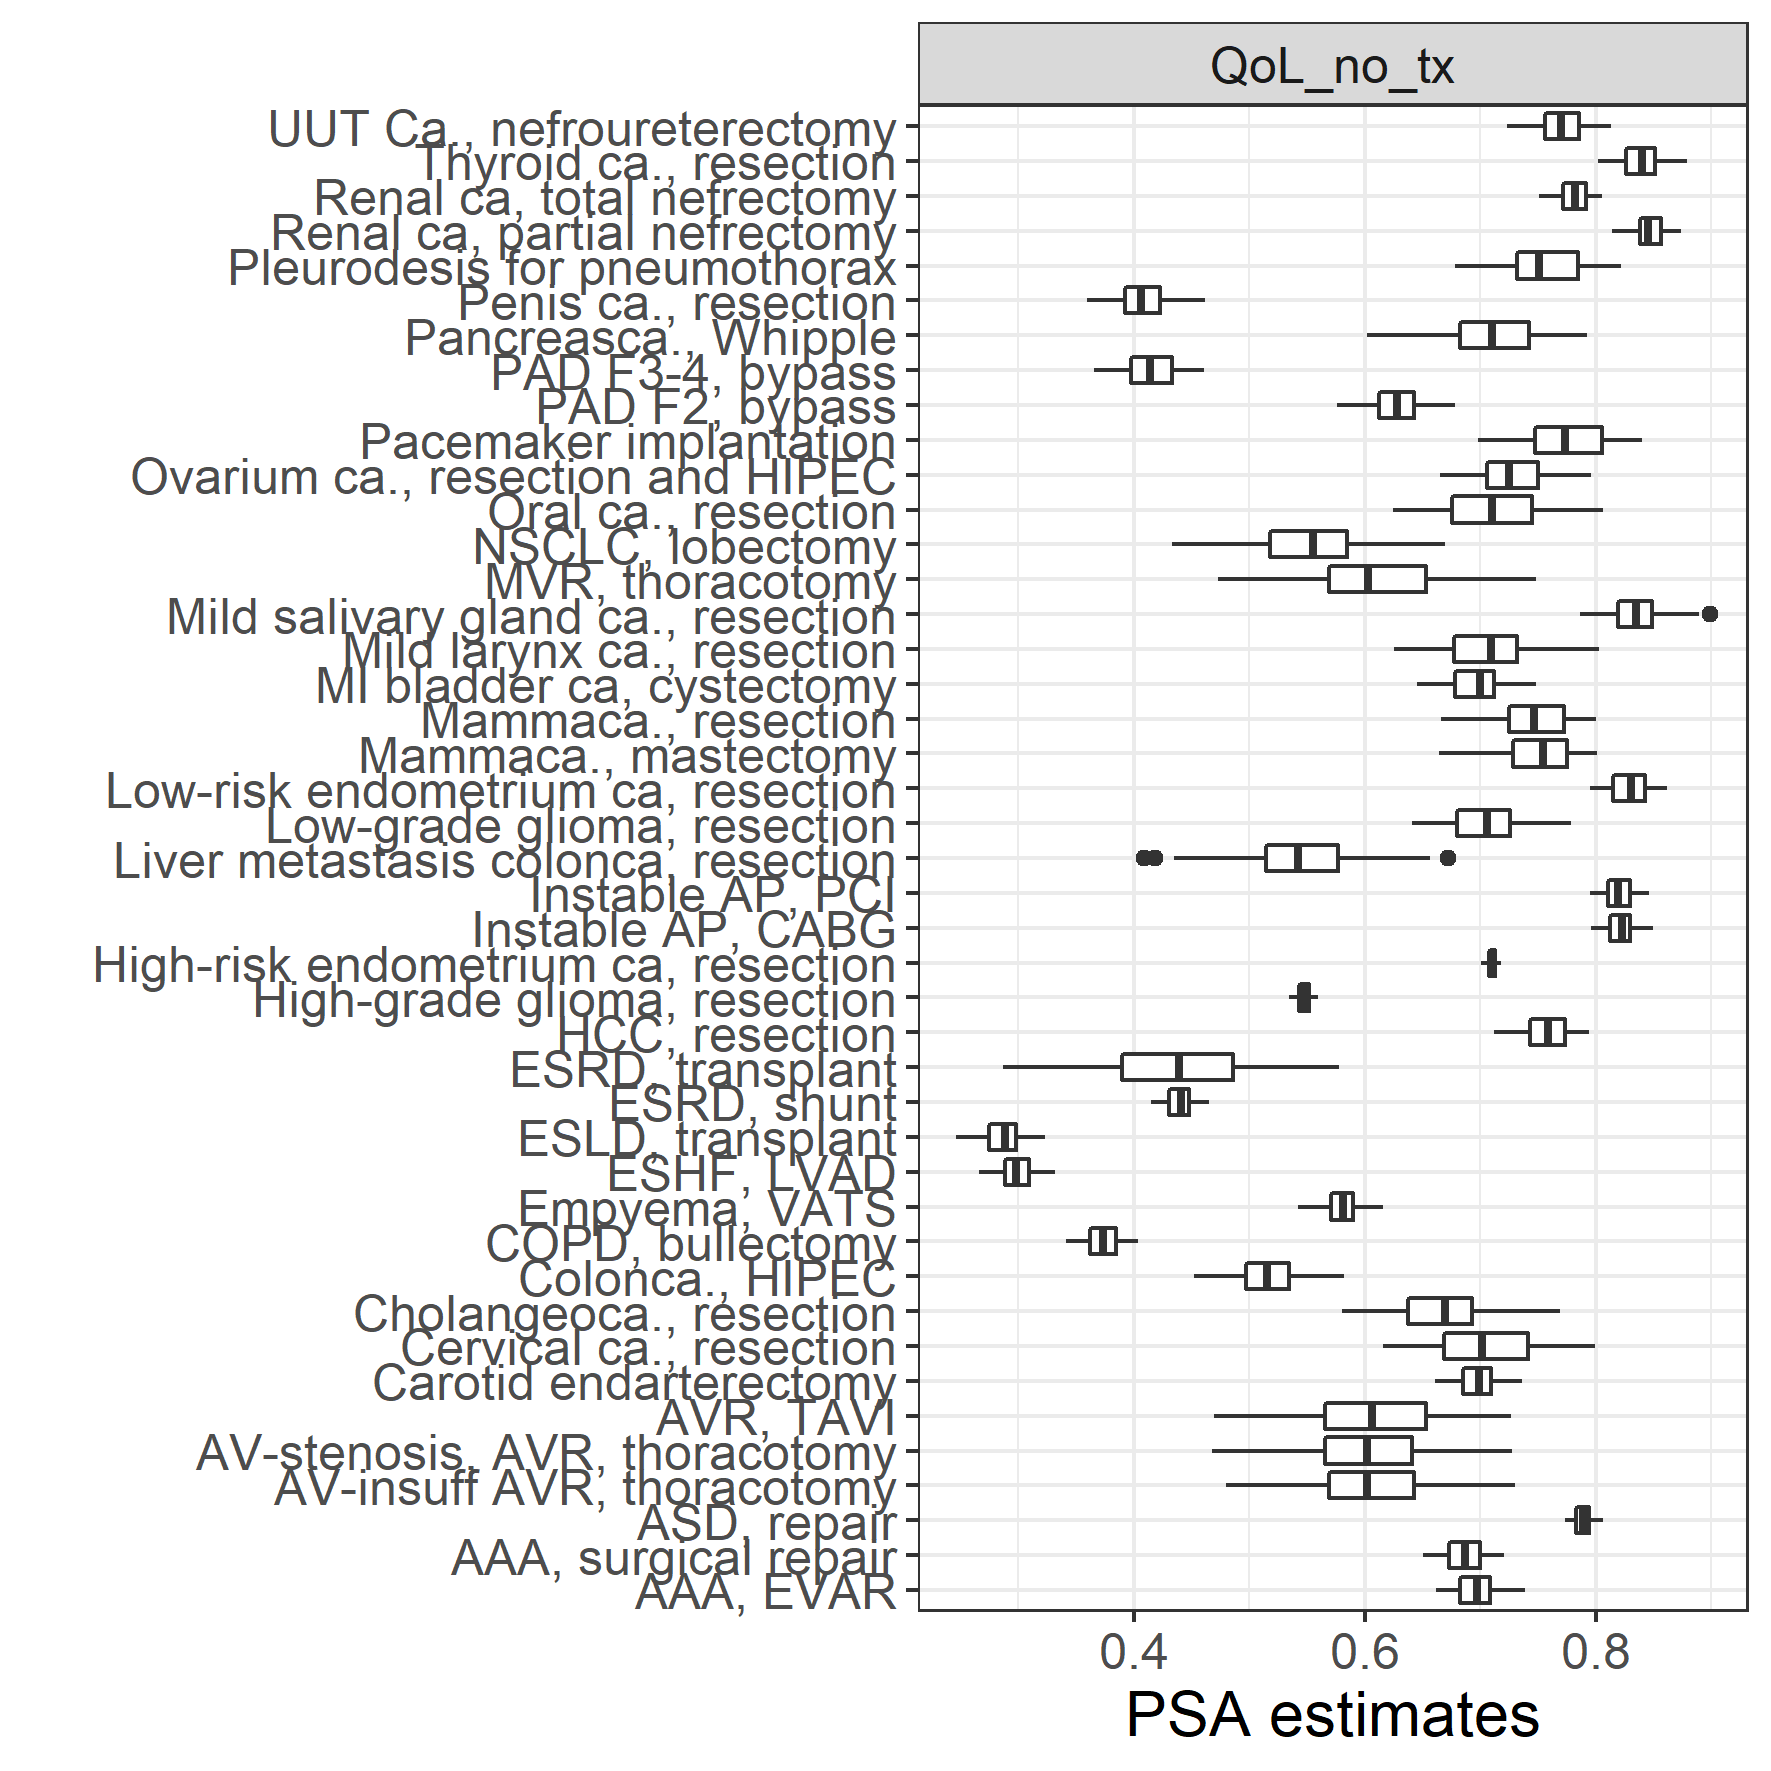 QoL_no_tx
UUT Ca., nefroureterectomy
Thyroid ca., resection
Renal ca, total nefrectomy
Renal ca, partial nefrectomy
Pleurodesis for pneumothorax
Penis ca., resection
Pancreasca., Whipple
PAD F3-4, bypass
PAD F2, bypass
Pacemaker implantation
Ovarium ca., resection and HIPEC
Oral ca., resection
NSCLC, lobectomy
MVR, thoracotomy
Mild salivary gland ca., resection
Mild larynx ca., resection
MI bladder ca, cystectomy
Mammaca., resection
Mammaca., mastectomy
Low-risk endometrium ca, resection
Low-grade glioma, resection
Liver metastasis colonca, resection
Instable AP, PCI
Instable AP, CABG
High-risk endometrium ca, resection
High-grade glioma, resection
HCC, resection
ESRD, transplant
ESRD, shunt
ESLD, transplant
ESHF, LVAD
Empyema, VATS
COPD, bullectomy
Colonca., HIPEC
Cholangeoca., resection
Cervical ca., resection
Carotid endarterectomy
AVR, TAVI
AV-stenosis, AVR, thoracotomy
AV-insuff AVR, thoracotomy
ASD, repair
AAA, surgical repair
AAA, EVAR
0.4 0.6 0.8
PSA estimates